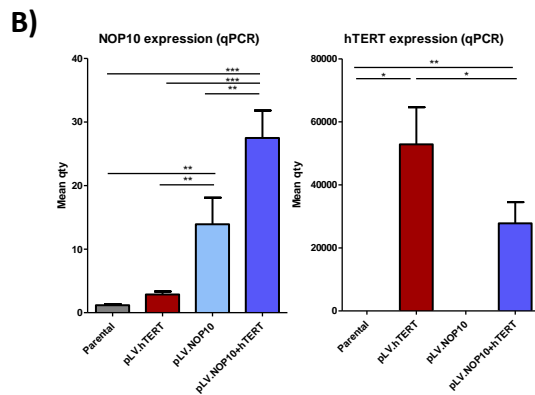 B)
NOP10 expression (qPCR)
***
***
**
**
**
Mean qty
40
30
20
10
0
Parental
pLV.hTERT
pLV.NOP10
pLV.NOP10+hTERT
hTERT expression (qPCR)
**
*
*
Mean qty
80000
60000
40000
20000
0
Parental
pLV.hTERT
pLV.NOP10
pLV.NOP10+hTERT